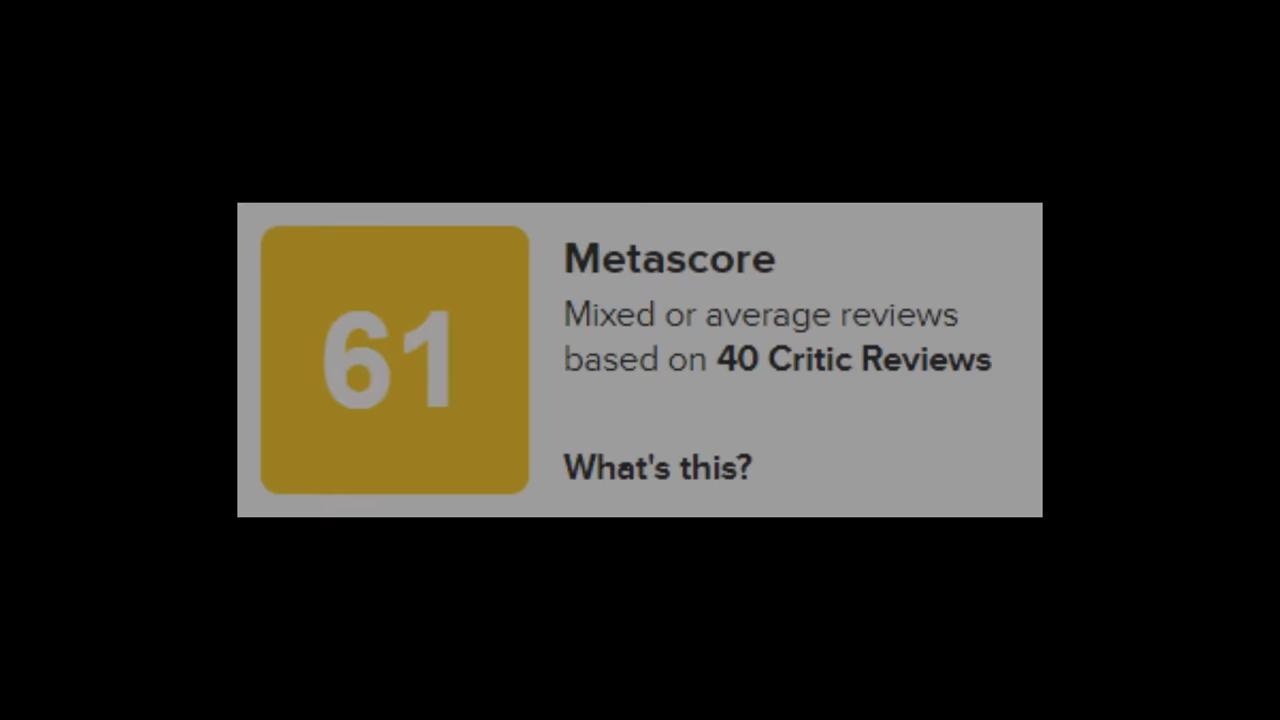 61
Metascore
Mixed or average reviews
based on 40 Critic Reviews
What's this?